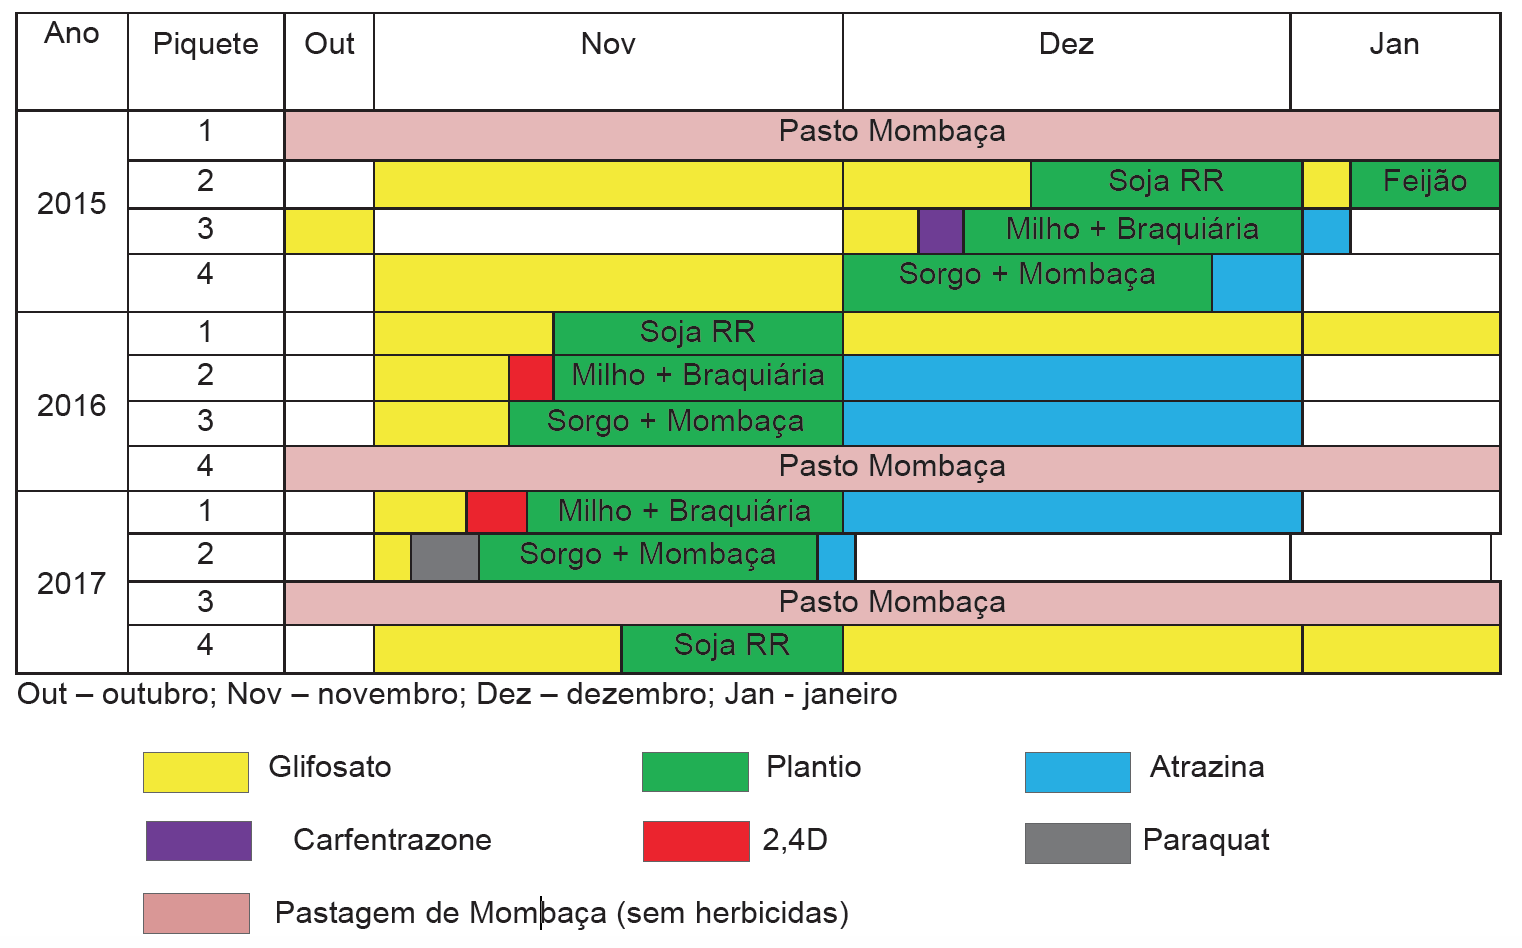 Ano Piquete Out Nov Dez Jan
2015 1 Pasto Mombaça
2 Soja RR Feijão
3 Milho + Braquiária
4 Sorgo + Mombaça
2016 1 Soja RR
2 Milho + Braquiária
3 Sorgo + Mombaça
4 Pasto Mombaça
2017 1 Milho + Braquiária
2 Sorgo + Mombaça
3 Pasto Mombaça
4 Soja RR
Out – outubro; Nov – novembro; Dez – dezembro; Jan - janeiro
Glifosato Plantio Atrazina
Carfentrazone 2,4D Paraquat
Pastagem de Mombaça (sem herbicidas)